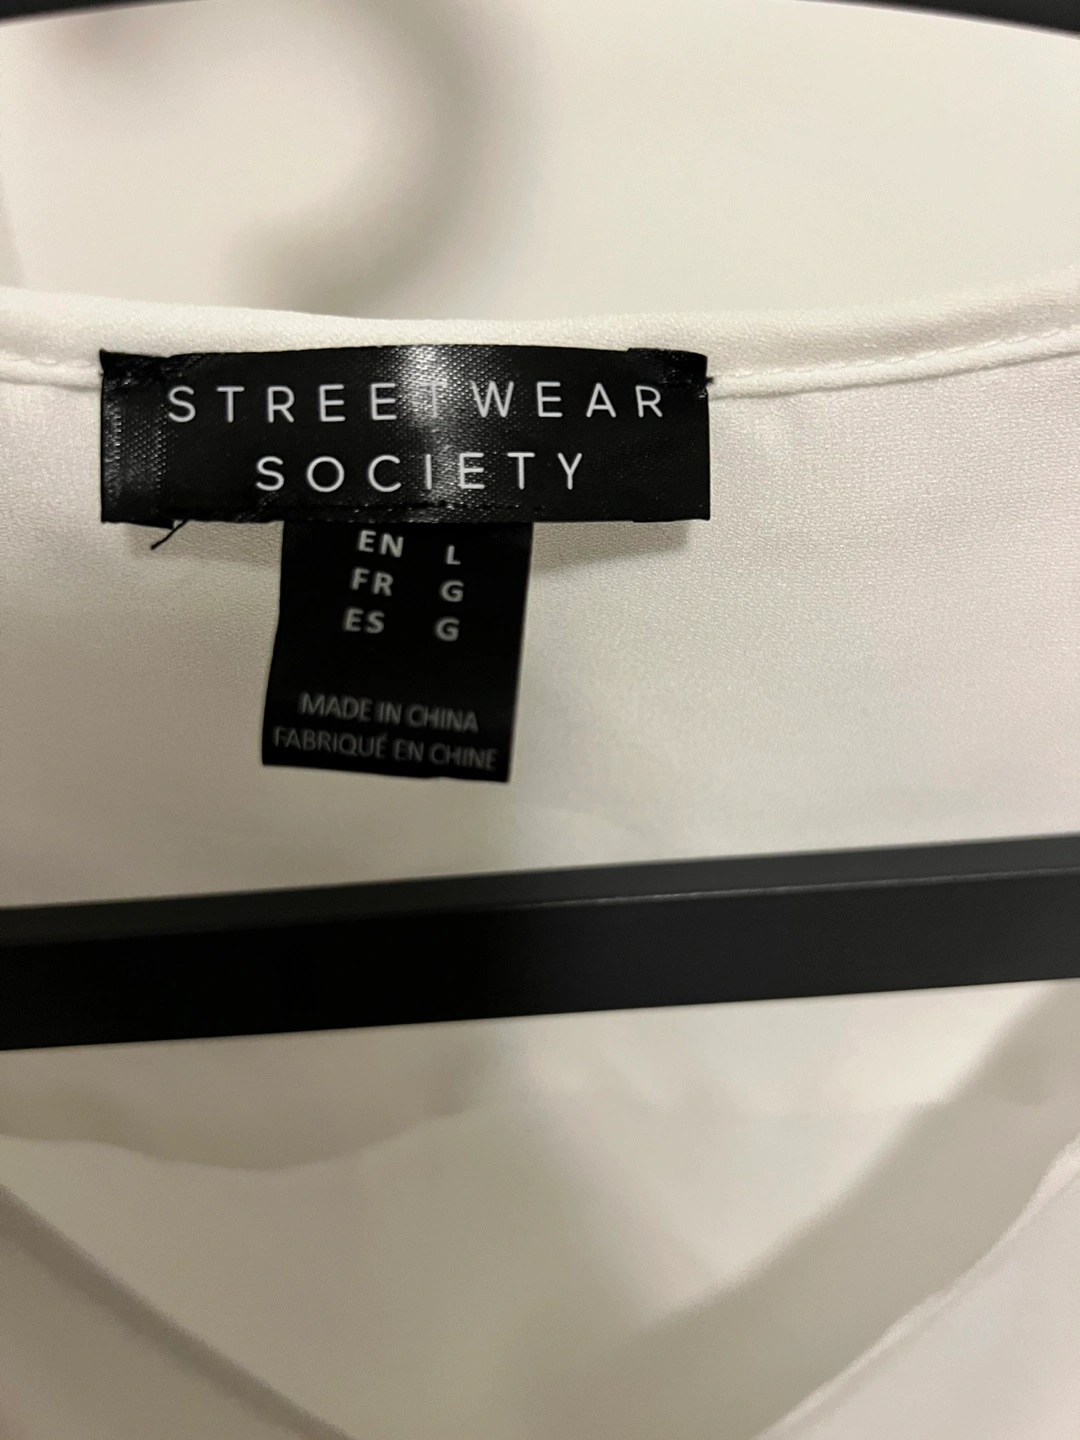 STREETWEAR
SOCIETY
EN L
FR G
ES G
MADE IN CHINA
FABRIQUÉ EN CHINE